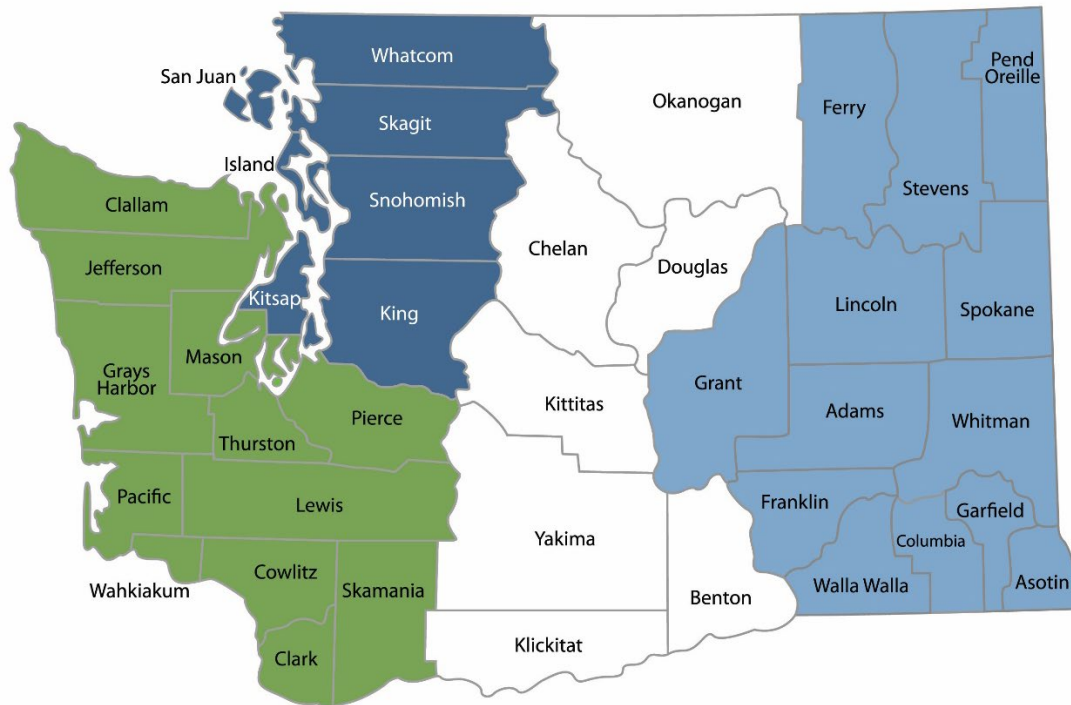 Whatcom
San Juan
Skagit
Okanogan
Ferry
Pend
Oreille
Island
Snohomish
Stevens
Clallam
Chelan
Douglas
Jefferson
Kitsap
King
Lincoln
Spokane
Mason
Grays
Harbor
Grant
Kittitas
Adams
Pierce
Thurston
Whitman
Pacific
Lewis
Franklin
Garfield
Yakima
Columbia
Cowlitz
Wahkiakum
Skamania
Benton
Walla Walla
Asotin
Klickitat
Clark